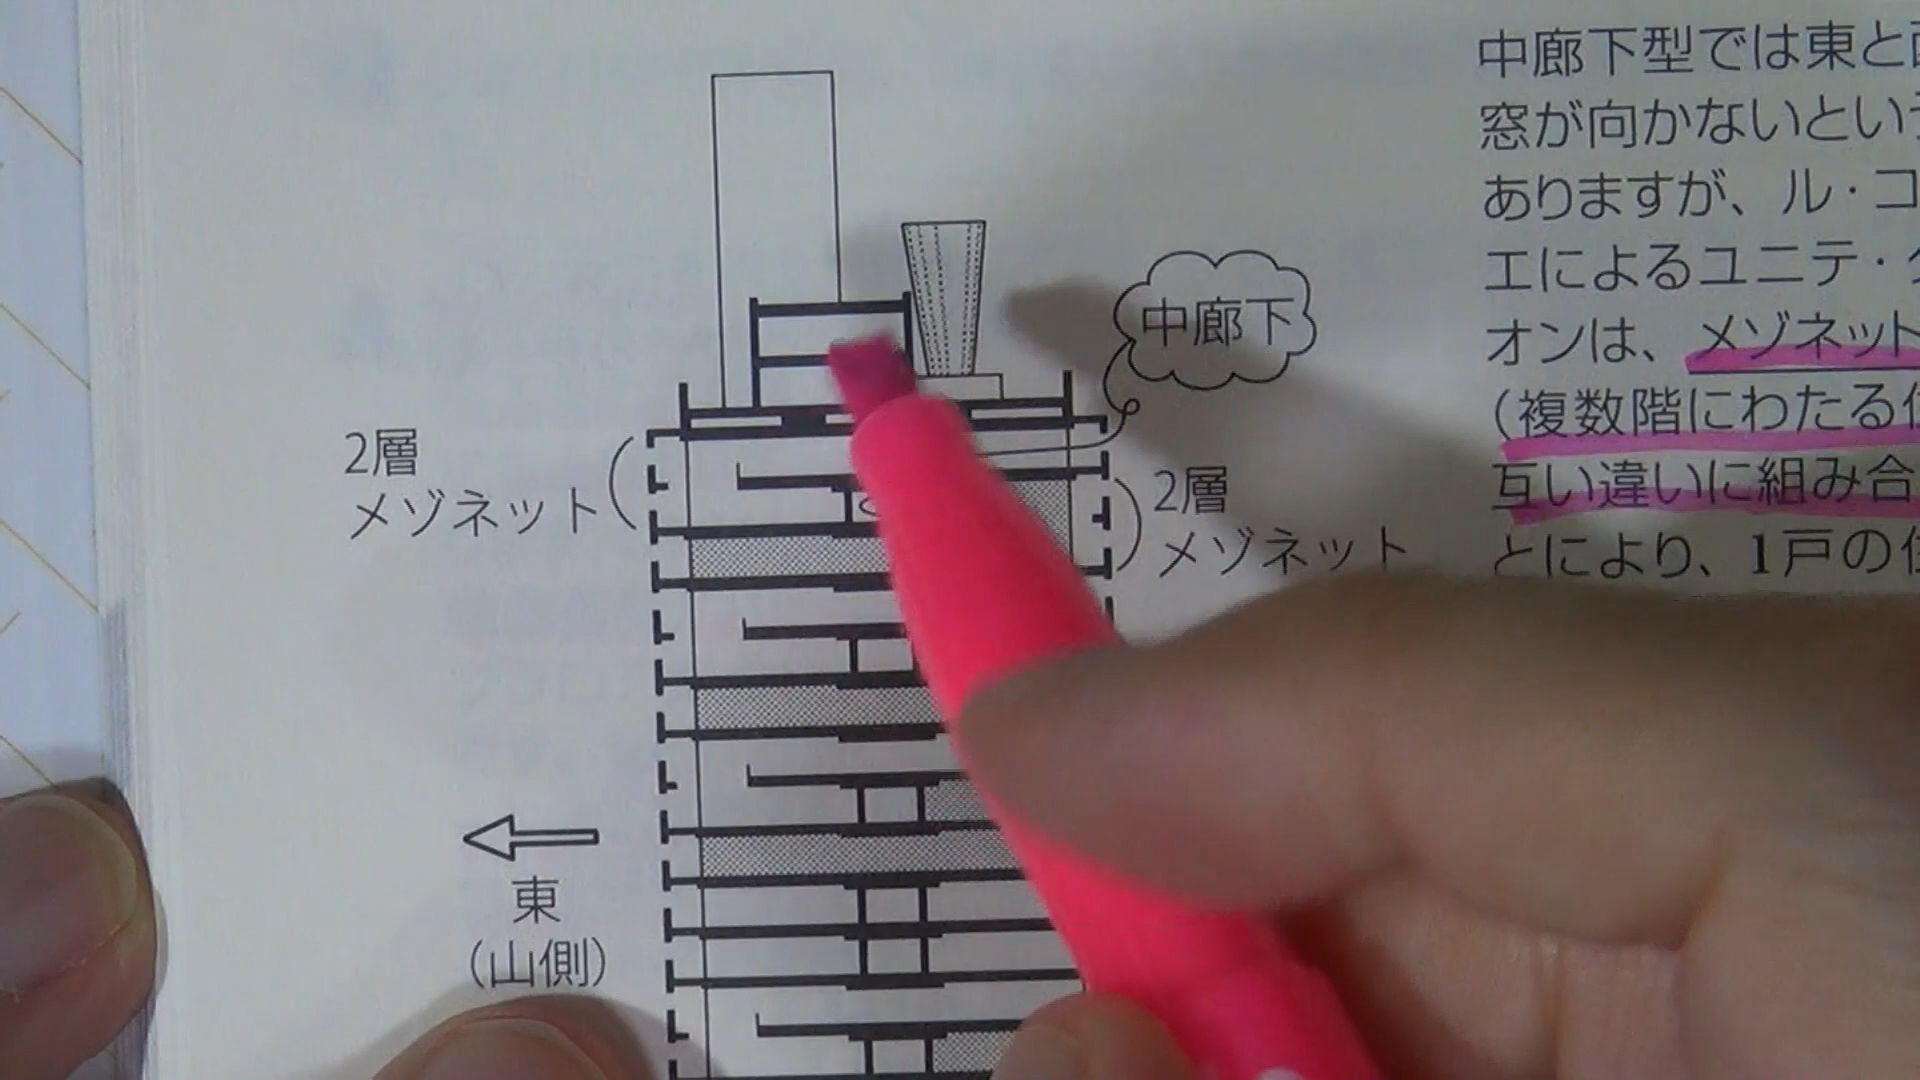 中廊下型では東と
窓が向かないという
ありますが、ル・コ
エによるユニテ・
オンは、メゾネット
(複数階にわたる
互い違いに組み合
とにより、1戸の
中廊下
2層
メゾネット
2層
メゾネット
東
(山側)